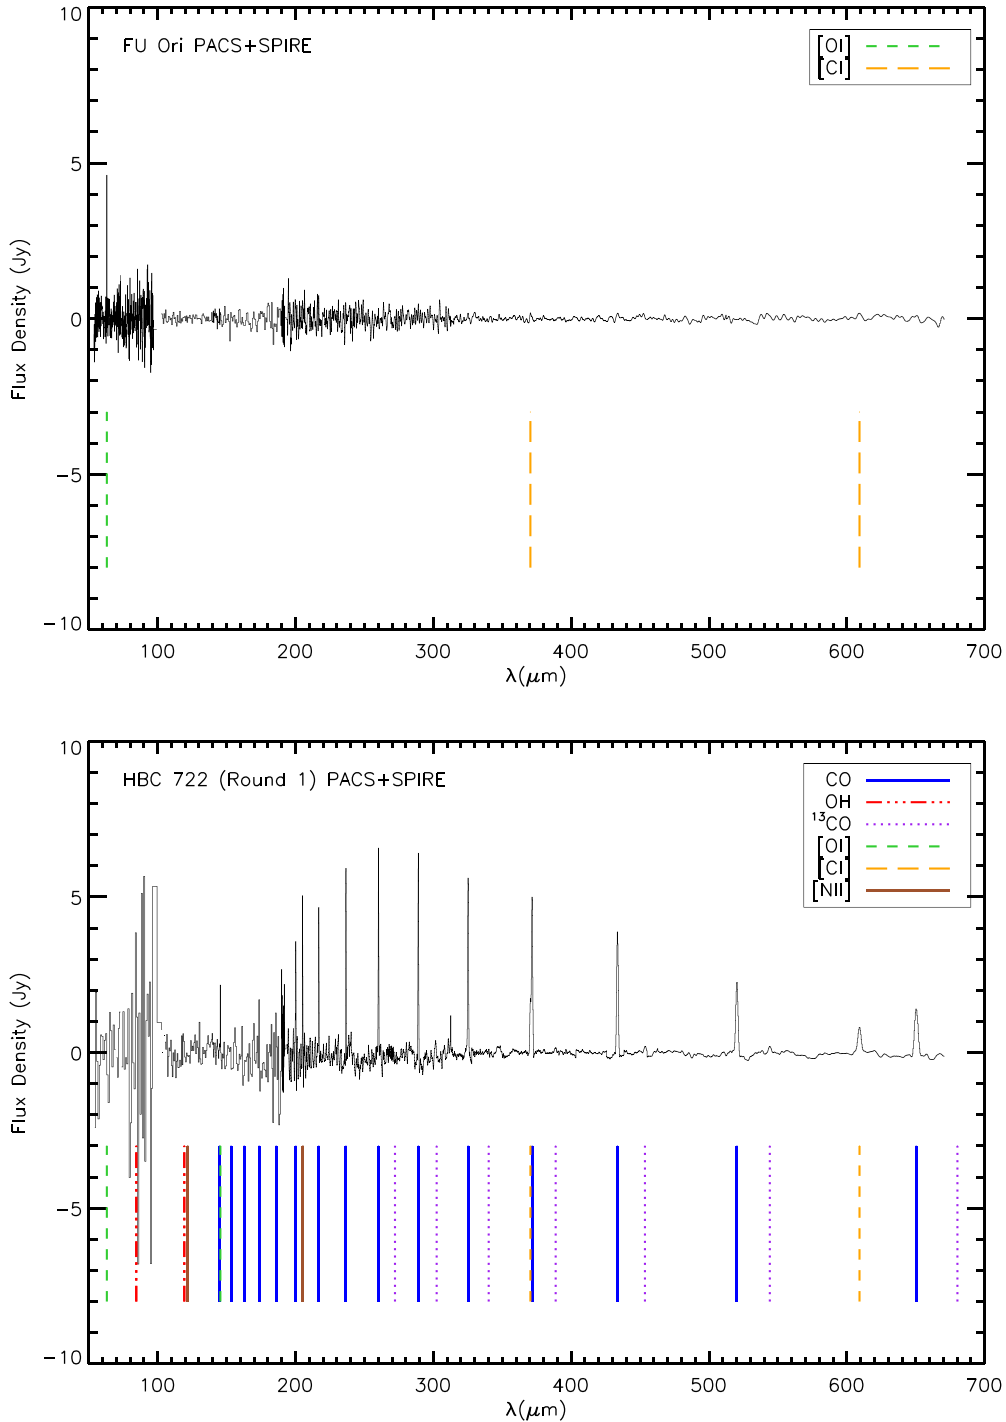 FU Ori PACS+SPIRE
[OI]
[CI]
10
5
0
−5
−10
Flux Density (Jy)
100 200 300 400 500 600 700
λ(μm)
HBC 722 (Round 1) PACS+SPIRE
CO
OH
¹³CO
[OI]
[CI]
[NII]
10
5
0
−5
−10
Flux Density (Jy)
100 200 300 400 500 600 700
λ(μm)